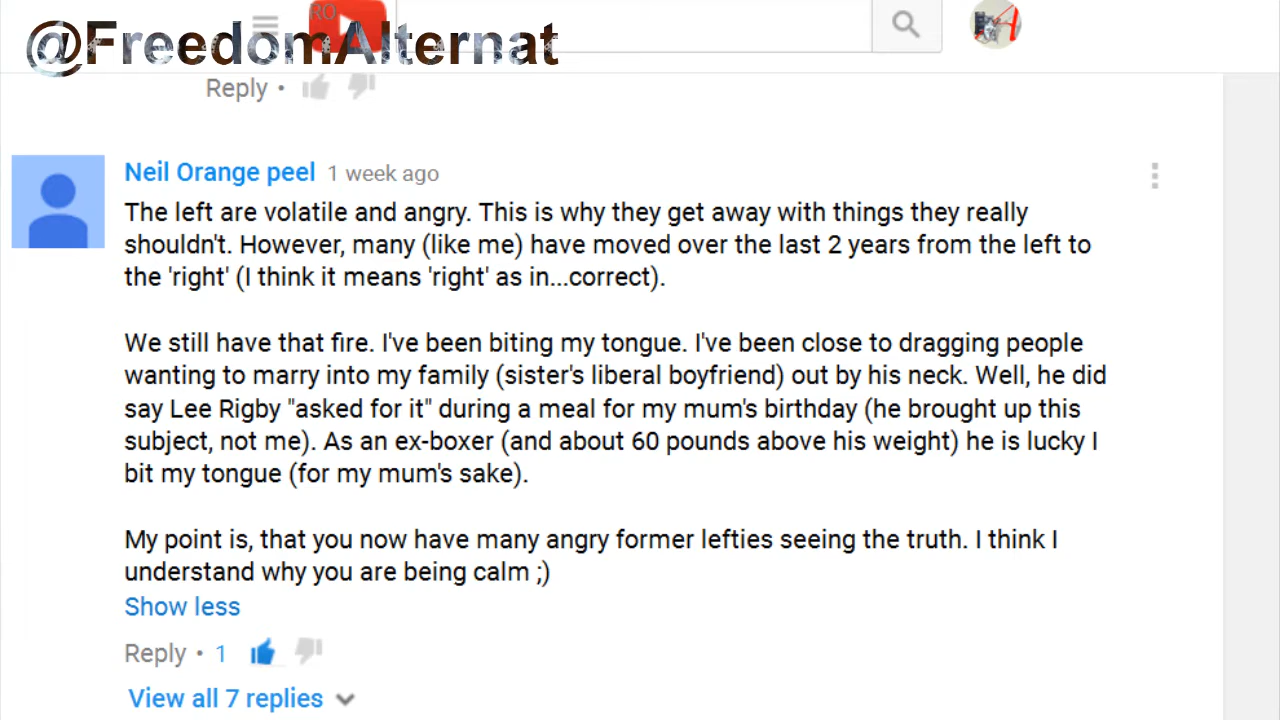 RO
@FreedomAlternat
Reply •
Neil Orange peel 1 week ago
The left are volatile and angry. This is why they get away with things they really
shouldn't. However, many (like me) have moved over the last 2 years from the left to
the 'right' (I think it means 'right' as in...correct).
We still have that fire. I've been biting my tongue. I've been close to dragging people
wanting to marry into my family (sister's liberal boyfriend) out by his neck. Well, he did
say Lee Rigby "asked for it" during a meal for my mum's birthday (he brought up this
subject, not me). As an ex-boxer (and about 60 pounds above his weight) he is lucky I
bit my tongue (for my mum's sake).
My point is, that you now have many angry former lefties seeing the truth. I think I
understand why you are being calm ;)
Show less
Reply • 1
View all 7 replies